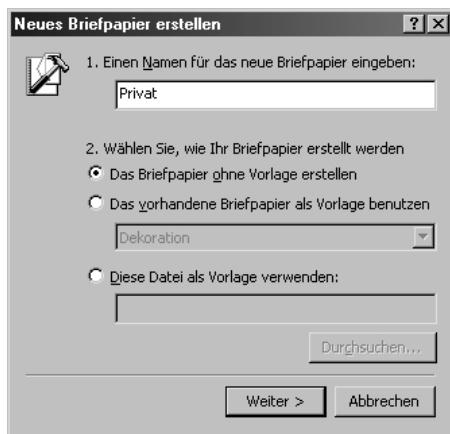 Neues Briefpapier erstellen
1. Einen Namen für das neue Briefpapier eingeben:
Privat
2. Wählen Sie, wie Ihr Briefpapier erstellt werden
Das Briefpapier ohne Vorlage erstellen
Das vorhandene Briefpapier als Vorlage benutzen
Dekoration
Diese Datei als Vorlage verwenden:
Durchsuchen...
Weiter > Abbrechen